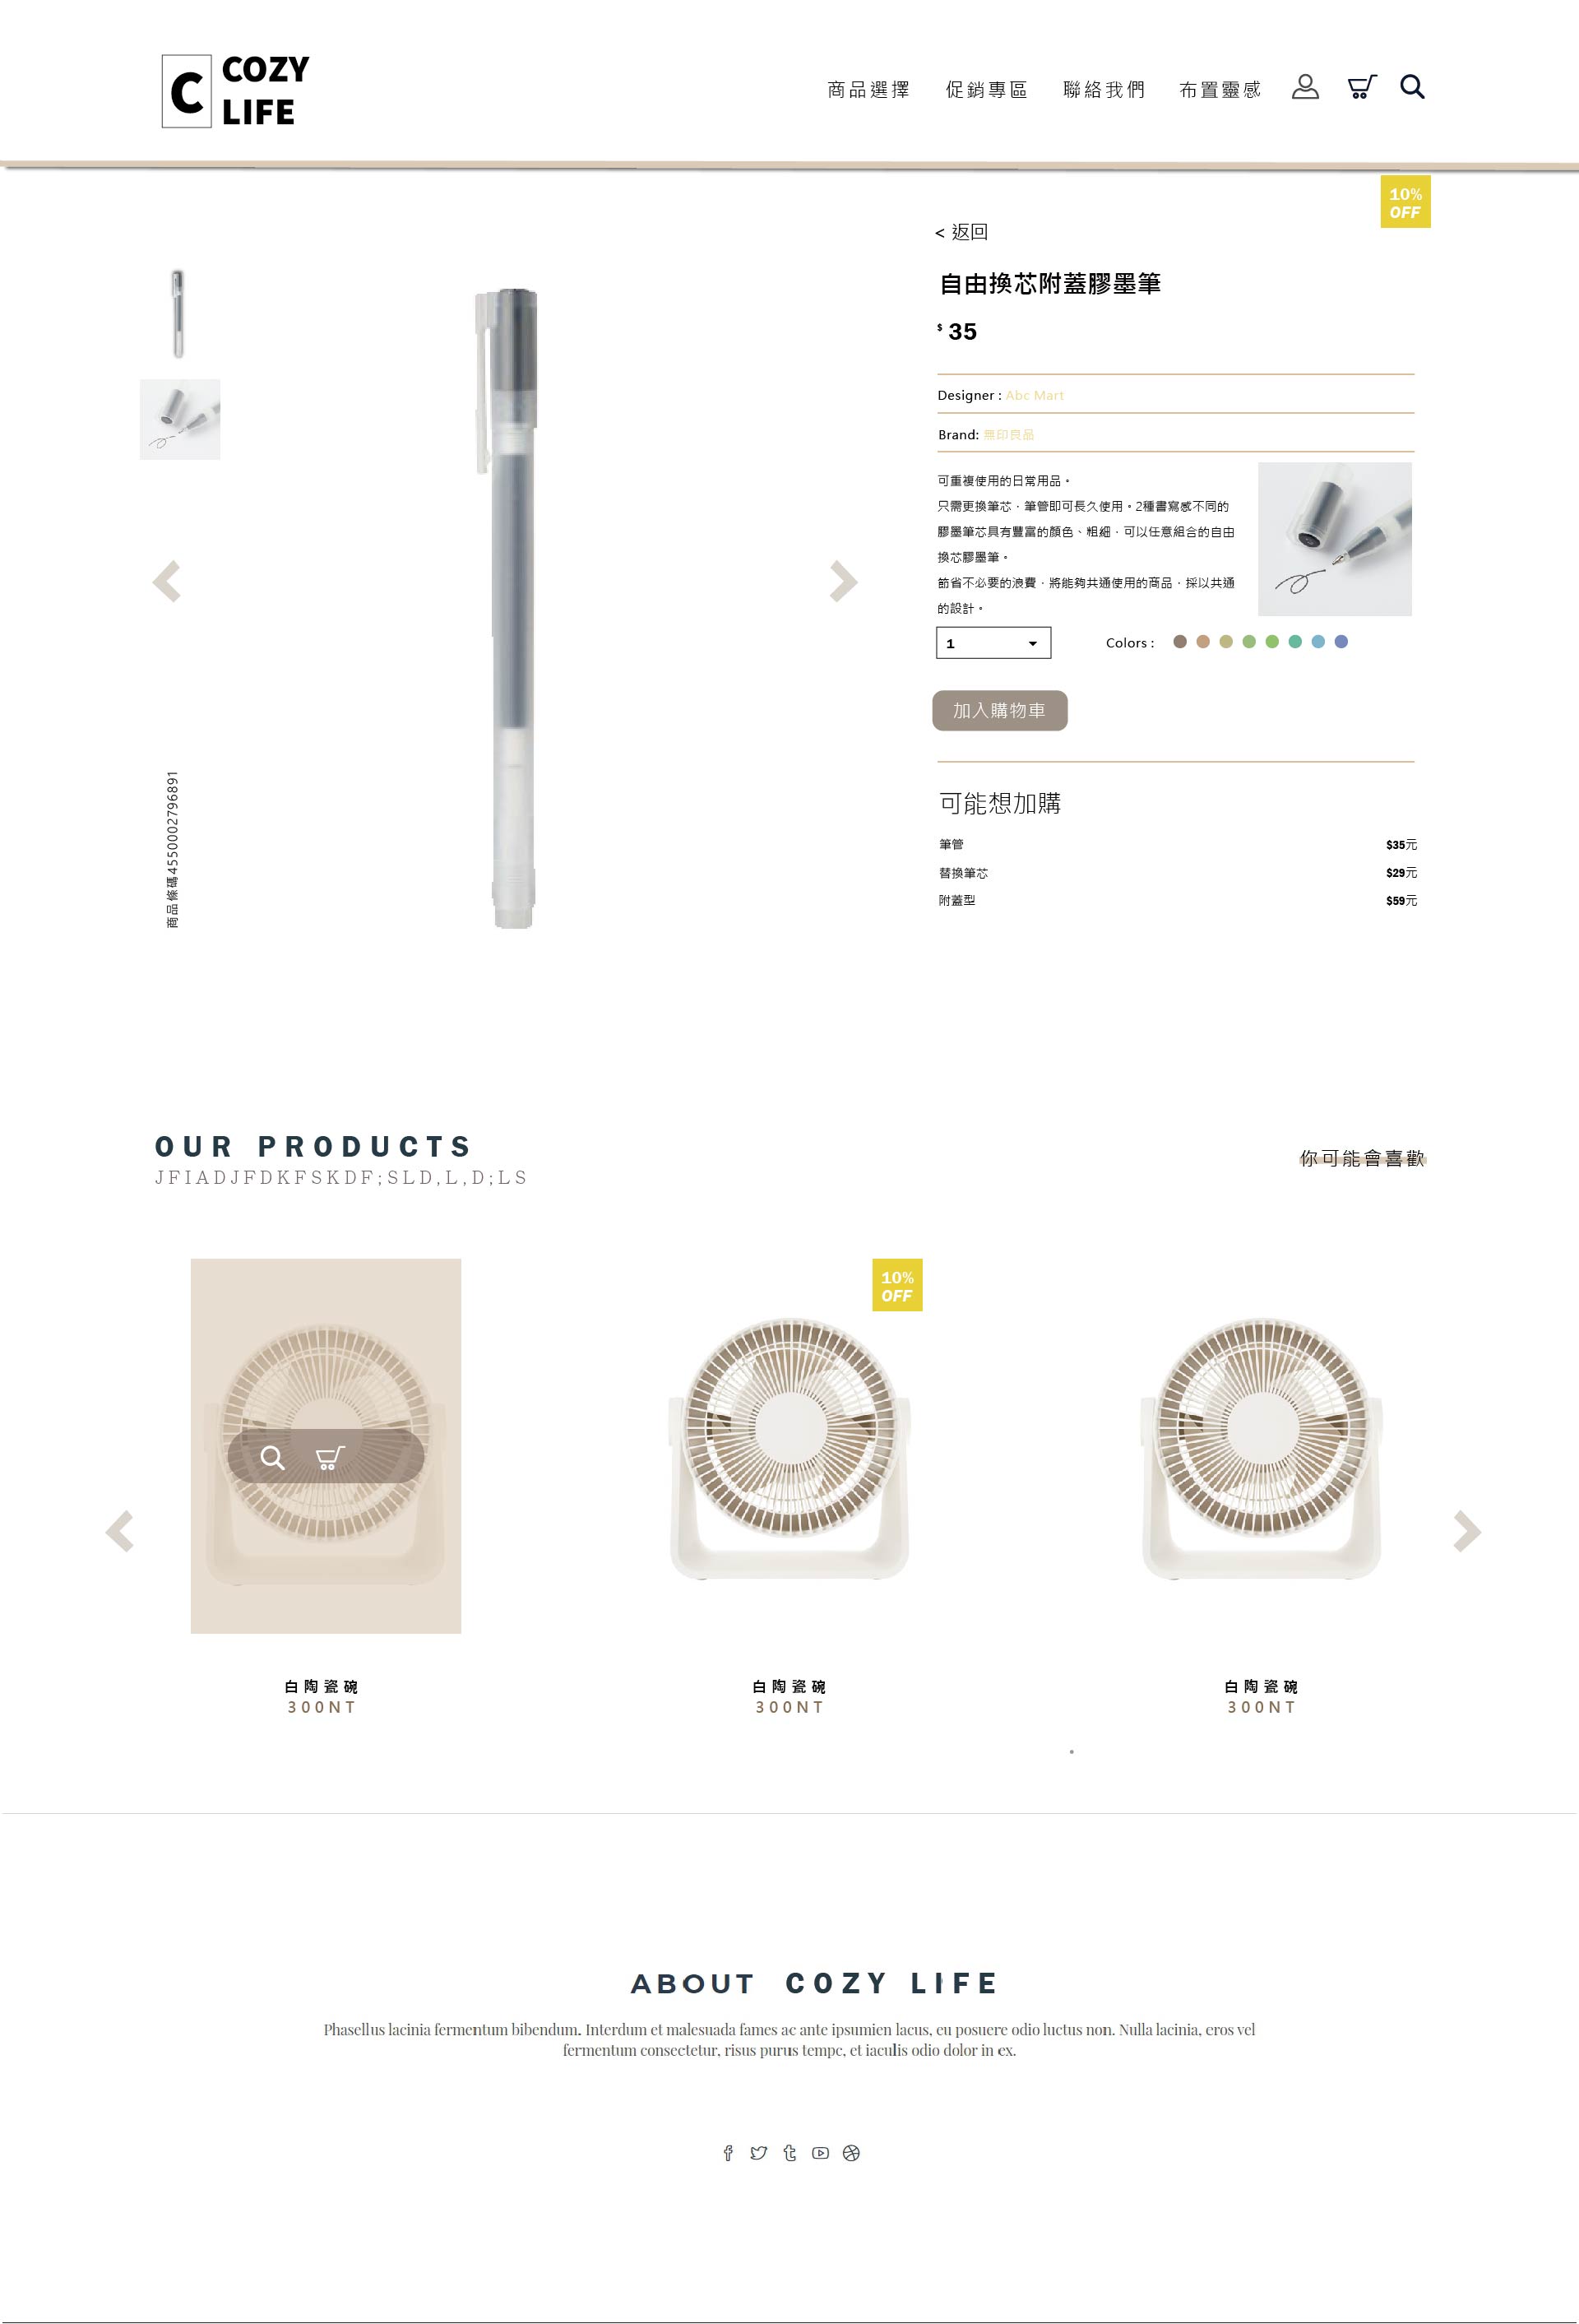 C
COZY
LIFE
商品選擇 促銷專區 聯絡我們 布置靈感
10%
OFF
< 返回
自由換芯附蓋膠墨筆
$ 35
Designer : Abc Mart
Brand: 無印良品
可重複使用的日常用品。
只需更換筆芯，筆管即可長久使用。2種書寫感不同的
膠墨筆芯具有豐富的顏色、粗細，可以任意組合的自由
換芯膠墨筆。
節省不必要的浪費，將能夠共通使用的商品，採以共通
的設計。
1
Colors :
加入購物車
商品條碼4550002796891
可能想加購
筆管 $35元
替換筆芯 $29元
附蓋型 $59元
OUR PRODUCTS
JFIADJFDKFSKDF;SLD,L,D;LS
你可能會喜歡
10%
OFF
白陶瓷碗
300NT
白陶瓷碗
300NT
白陶瓷碗
300NT
ABOUT COZY LIFE
Phasellus lacinia fermentum bibendum. Interdum et malesuada fames ac ante ipsumien lacus, eu posuere odio luctus non. Nulla lacinia, eros vel
fermentum consectetur, risus purus tempc, et iaculis odio dolor in ex.